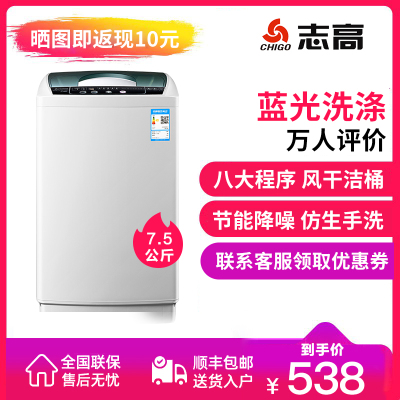 晒图即返现10元
CHIGO 志高
蓝光洗涤
万人评价
八大程序 风干洁桶
节能降噪 仿生手洗
联系客服领取优惠券
7.5
公斤
全国联保
售后无忧
顺丰包邮
送货入户
¥538